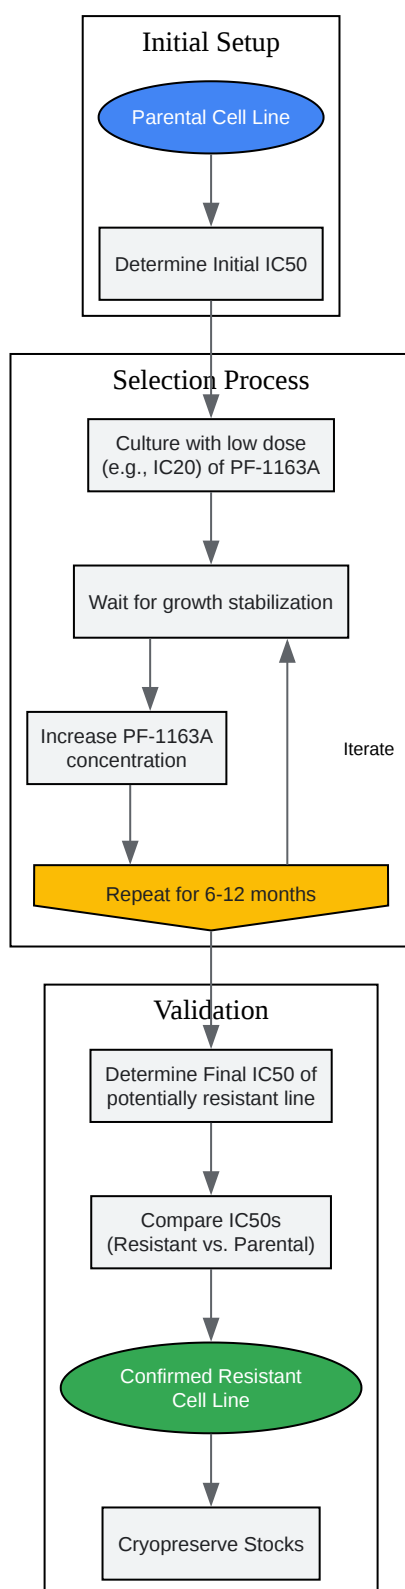 Initial Setup
Parental Cell Line
Determine Initial IC50
Selection Process
Culture with low dose
(e.g., IC20) of PF-1163A
Wait for growth stabilization
Increase PF-1163A
concentration
Iterate
Repeat for 6-12 months
Validation
Determine Final IC50 of
potentially resistant line
Compare IC50s
(Resistant vs. Parental)
Confirmed Resistant
Cell Line
Cryopreserve Stocks